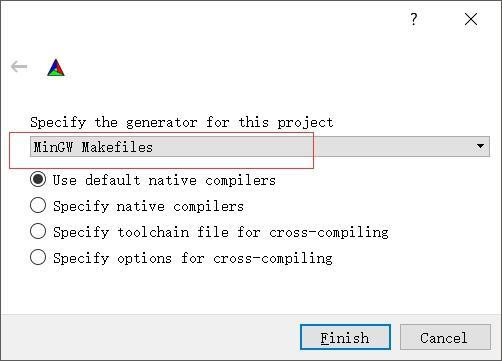 ?
Specify the generator for this project
MinGW Makefiles
Use default native compilers
Specify native compilers
Specify toolchain file for cross-compiling
Specify options for cross-compiling
Finish
Cancel